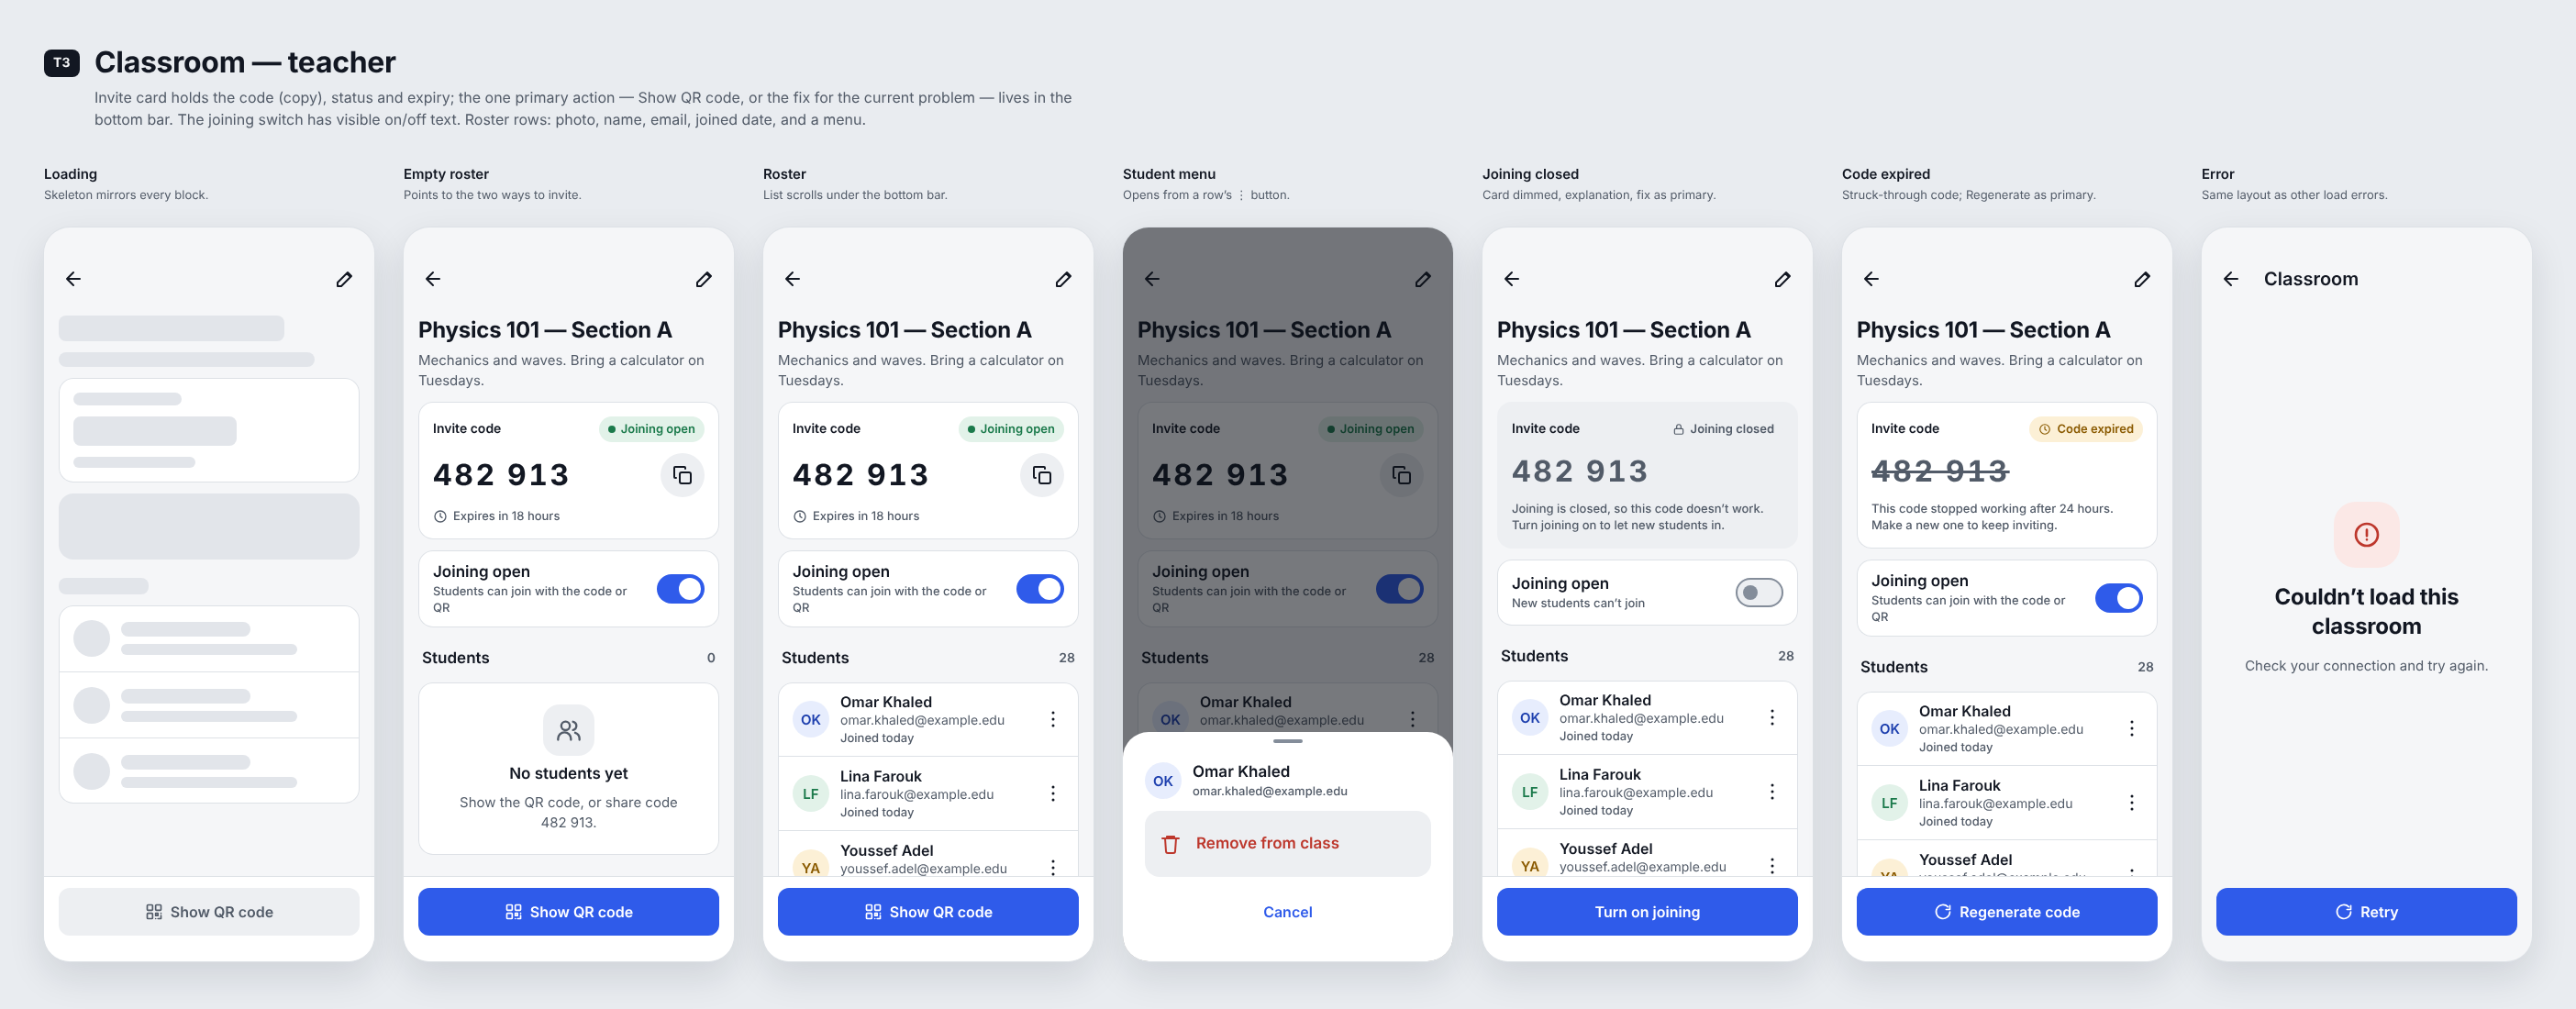 T3 Classroom — teacher
Invite card holds the code (copy), status and expiry; the one primary action — Show QR code, or the fix for the current problem — lives in the
bottom bar. The joining switch has visible on/off text. Roster rows: photo, name, email, joined date, and a menu.
Loading
Skeleton mirrors every block.
Show QR code
Empty roster
Points to the two ways to invite.
Physics 101 — Section A
Mechanics and waves. Bring a calculator on
Tuesdays.
Invite code
Joining open
482 913
Expires in 18 hours
Joining open
Students can join with the code or
QR
Students 0
No students yet
Show the QR code, or share code
482 913.
Show QR code
Roster
List scrolls under the bottom bar.
Physics 101 — Section A
Mechanics and waves. Bring a calculator on
Tuesdays.
Invite code
Joining open
482 913
Expires in 18 hours
Joining open
Students can join with the code or
QR
Students 28
OK
Omar Khaled
omar.khaled@example.edu
Joined today
LF
Lina Farouk
lina.farouk@example.edu
Joined today
YA
Youssef Adel
youssef.adel@example.edu
Show QR code
Student menu
Opens from a row’s ⋮ button.
Physics 101 — Section A
Mechanics and waves. Bring a calculator on
Tuesdays.
Invite code
Joining open
482 913
Expires in 18 hours
Joining open
Students can join with the code or
QR
Students 28
OK
Omar Khaled
omar.khaled@example.edu
OK
Omar Khaled
omar.khaled@example.edu
Remove from class
Cancel
Joining closed
Card dimmed, explanation, fix as primary.
Physics 101 — Section A
Mechanics and waves. Bring a calculator on
Tuesdays.
Invite code
Joining closed
482 913
Joining is closed, so this code doesn’t work.
Turn joining on to let new students in.
Joining open
New students can’t join
Students 28
OK
Omar Khaled
omar.khaled@example.edu
Joined today
LF
Lina Farouk
lina.farouk@example.edu
Joined today
YA
Youssef Adel
youssef.adel@example.edu
Turn on joining
Code expired
Struck-through code; Regenerate as primary.
Physics 101 — Section A
Mechanics and waves. Bring a calculator on
Tuesdays.
Invite code
Code expired
482 913
This code stopped working after 24 hours.
Make a new one to keep inviting.
Joining open
Students can join with the code or
QR
Students 28
OK
Omar Khaled
omar.khaled@example.edu
Joined today
LF
Lina Farouk
lina.farouk@example.edu
Joined today
Youssef Adel
Regenerate code
Error
Same layout as other load errors.
Classroom
Couldn’t load this
classroom
Check your connection and try again.
Retry